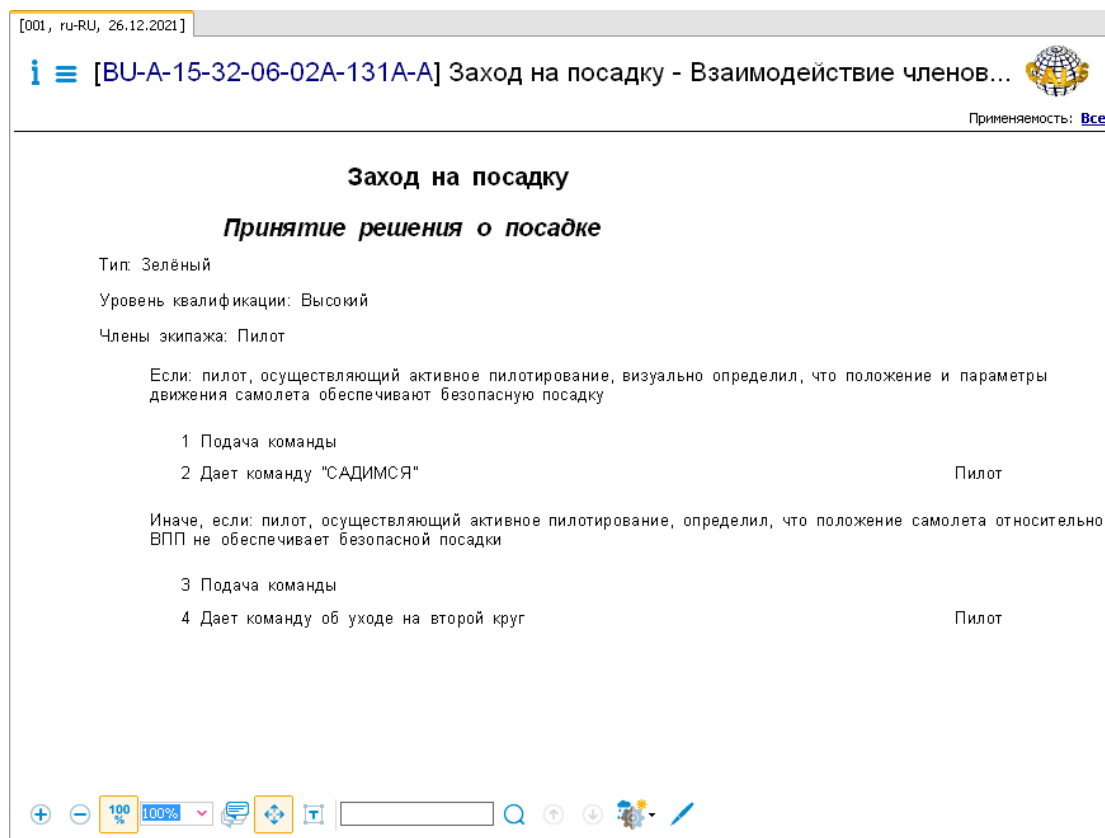 [001, ru-RU, 26.12.2021]
[BU-A-15-32-06-02A-131A-A] Заход на посадку - Взаимодействие членов...
CALS
Применяемость: Все
Заход на посадку
Принятие решения о посадке
Тип: Зелёный
Уровень квалификации: Высокий
Члены экипажа: Пилот
Если: пилот, осуществляющий активное пилотирование, визуально определил, что положение и параметры
движения самолета обеспечивают безопасную посадку
1 Подача команды
2 Дает команду "САДИМСЯ" Пилот
Иначе, если: пилот, осуществляющий активное пилотирование, определил, что положение самолета относительно
ВПП не обеспечивает безопасной посадки
3 Подача команды
4 Дает команду об уходе на второй круг Пилот
100 % 100% T